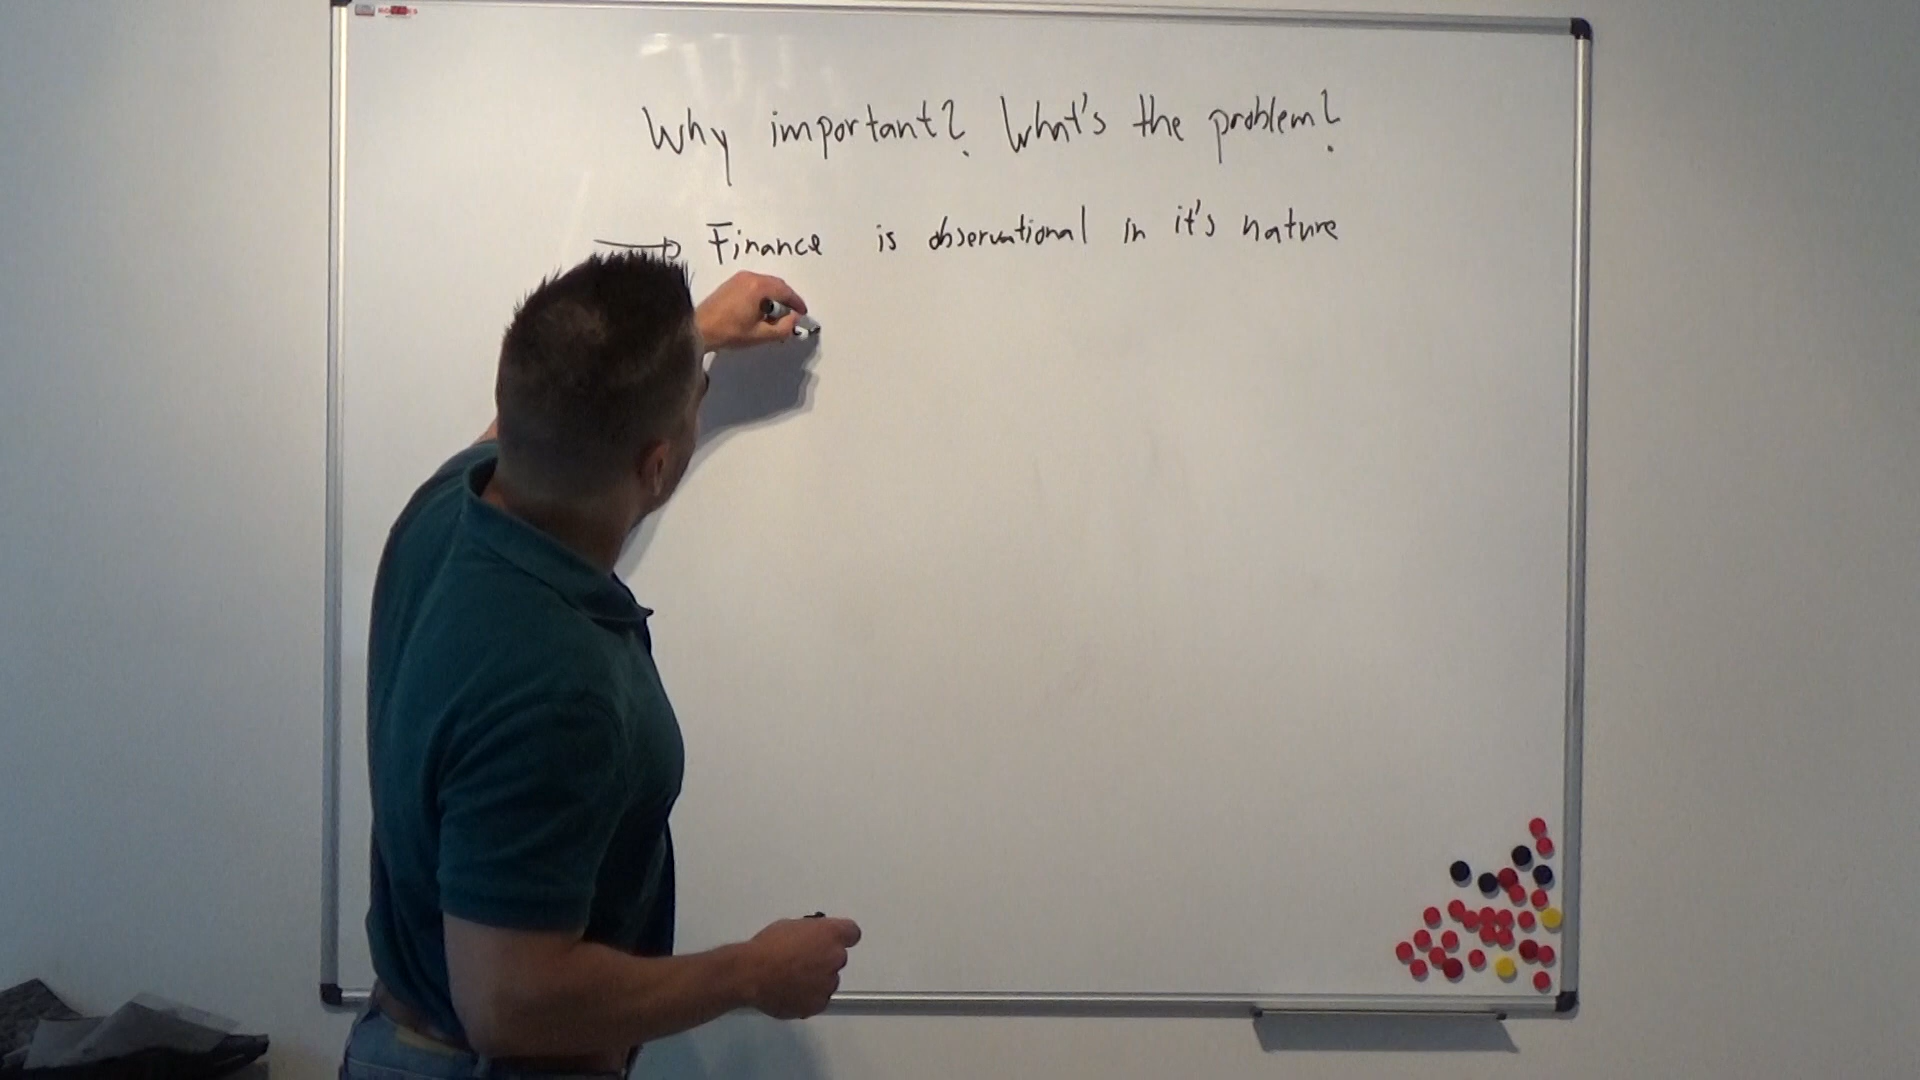 Why important? What's the problem?
Finance is observational in it's nature